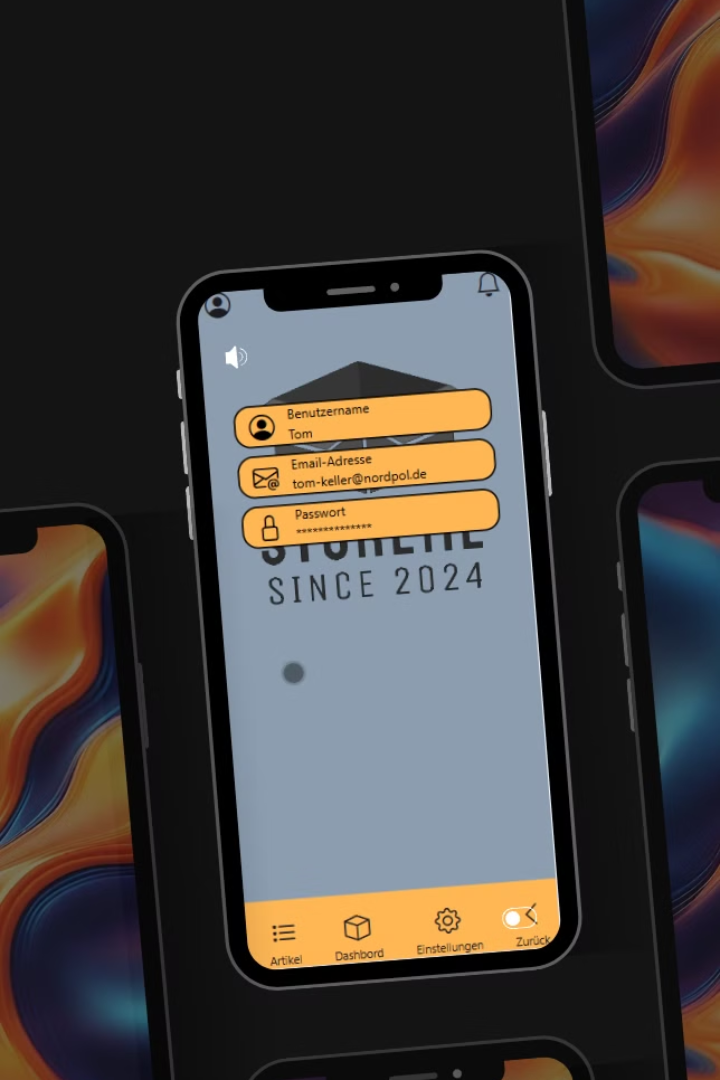 Benutzername
Tom
Email-Adresse
tom-keller@nordpol.de
Passwort
**************
SINCE 2024
Artikel
Dashbord
Einstellungen
Zurück